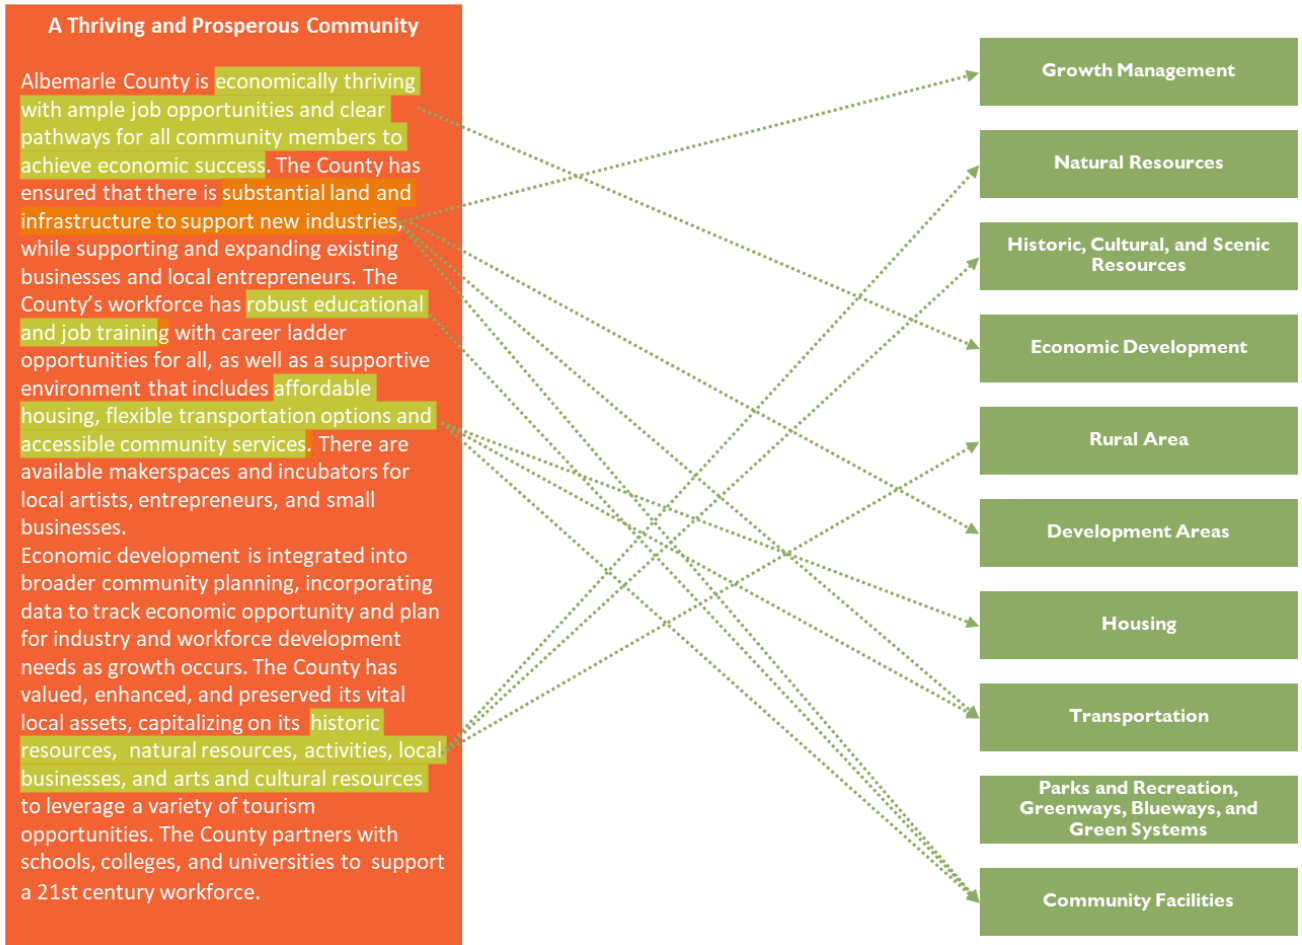 A Thriving and Prosperous Community
Albemarle County is economically thriving
with ample job opportunities and clear
pathways for all community members to
achieve economic success. The County has
ensured that there is substantial land and
infrastructure to support new industries,
while supporting and expanding existing
businesses and local entrepreneurs. The
County’s workforce has robust educational
and job training with career ladder
opportunities for all, as well as a supportive
environment that includes affordable
housing, flexible transportation options and
accessible community services. There are
available makerspaces and incubators for
local artists, entrepreneurs, and small
businesses.
Economic development is integrated into
broader community planning, incorporating
data to track economic opportunity and plan
for industry and workforce development
needs as growth occurs. The County has
valued, enhanced, and preserved its vital
local assets, capitalizing on its historic
resources, natural resources, activities, local
businesses, and arts and cultural resources
to leverage a variety of tourism
opportunities. The County partners with
schools, colleges, and universities to support
a 21st century workforce.
Growth Management
Natural Resources
Historic, Cultural, and Scenic
Resources
Economic Development
Rural Area
Development Areas
Housing
Transportation
Parks and Recreation,
Greenways, Blueways, and
Green Systems
Community Facilities